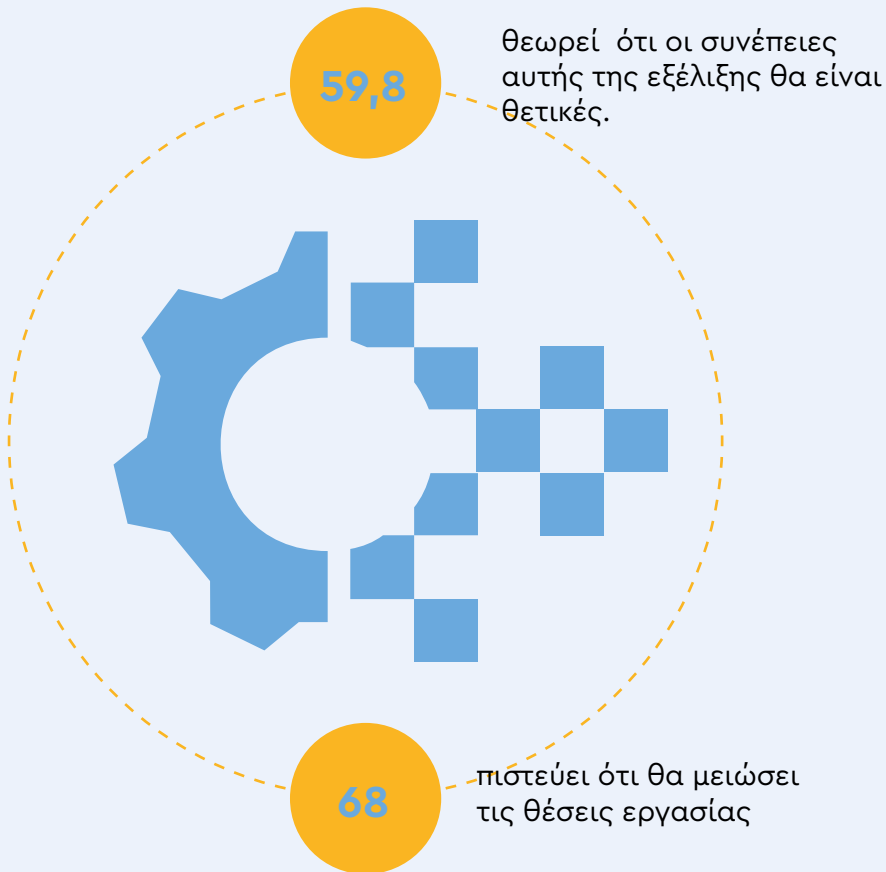 59,8
θεωρεί  ότι οι συνέπειες
αυτής της εξέλιξης θα είναι
θετικές.
68
πιστεύει ότι θα μειώσει
τις θέσεις εργασίας